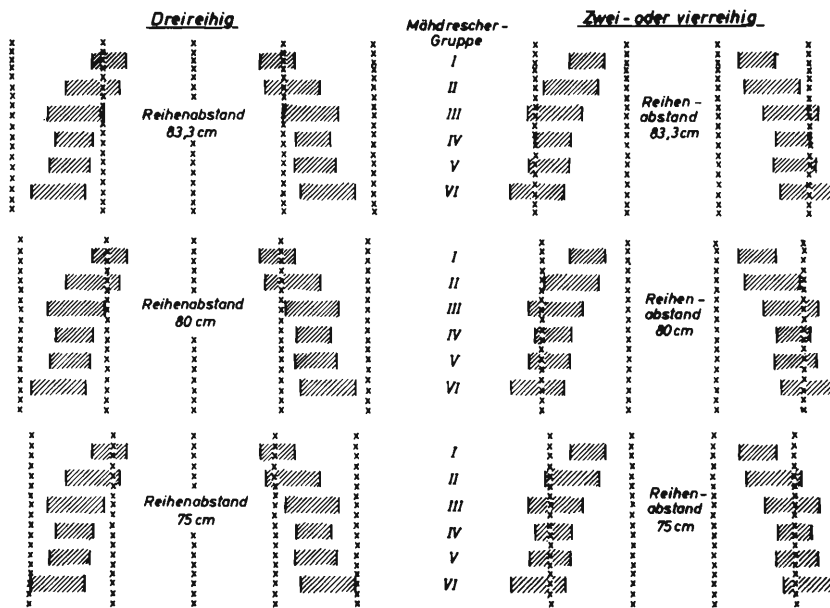 Dreireihig
Mähdrescher-
Gruppe
Zwei- oder vierreihig
Reihenabstand
83,3 cm
I
II
III
IV
V
VI
Reihen-
abstand
83,3 cm
Reihenabstand
80 cm
I
II
III
IV
V
VI
Reihen-
abstand
80 cm
Reihenabstand
75 cm
I
II
III
IV
V
VI
Reihen-
abstand
75 cm